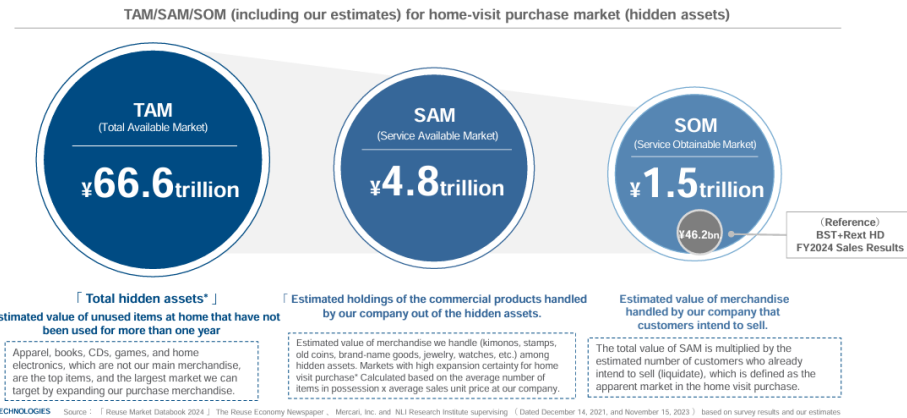 TAM/SAM/SOM (including our estimates) for home-visit purchase market (hidden assets)
TAM
(Total Available Market)
¥66.6trillion
SAM
(Service Available Market)
¥4.8trillion
SOM
(Service Obtainable Market)
¥1.5trillion
¥46.2bn
（Reference）
BST+Rext HD
FY2024 Sales Results
「 Total hidden assets* 」
stimated value of unused items at home that have not
been used for more than one year
Apparel, books, CDs, games, and home
electronics, which are not our main merchandise,
are the top items, and the largest market we can
target by expanding our purchase merchandise.
「 Estimated holdings of the commercial products handled
by our company out of the hidden assets.
Estimated value of merchandise we handle (kimonos, stamps,
old coins, brand-name goods, jewelry, watches, etc.) among
hidden assets. Markets with high expansion certainty for home
visit purchase* Calculated based on the average number of
items in possession x average sales unit price at our company.
Estimated value of merchandise
handled by our company that
customers intend to sell.
The total value of SAM is multiplied by the
estimated number of customers who already
intend to sell (liquidate), which is defined as the
apparent market in the home visit purchase.
ECHNOLOGIES Source： 「 Reuse Market Databook 2024 」 The Reuse Economy Newspaper 、 Mercari, Inc. and NLI Research Institute supervising （ Dated December 14, 2021, and November 15, 2023 ） based on survey results and our estimates